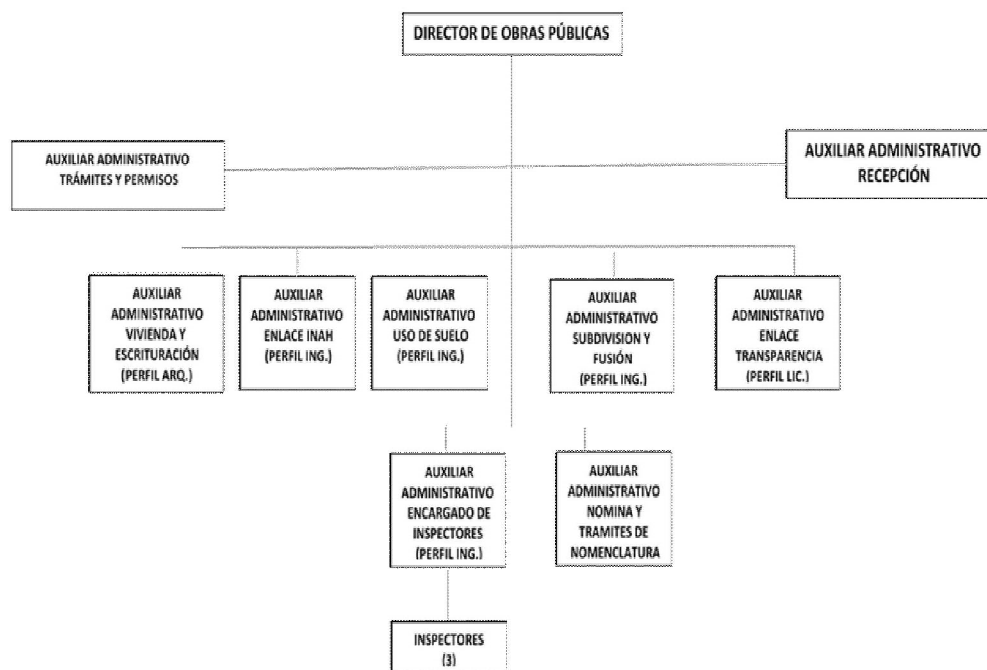 DIRECTOR DE OBRAS PÚBLICAS
AUXILIAR ADMINISTRATIVO
TRÁMITES Y PERMISOS
AUXILIAR ADMINISTRATIVO
RECEPCIÓN
AUXILIAR
ADMINISTRATIVO
VIVIENDA Y
ESCRITURACIÓN
(PERFIL ARQ.)
AUXILIAR
ADMINISTRATIVO
ENLACE INAH
(PERFIL ING.)
AUXILIAR
ADMINISTRATIVO
USO DE SUELO
(PERFIL ING.)
AUXILIAR
ADMINISTRATIVO
SUBDIVISION Y
FUSIÓN
(PERFIL ING.)
AUXILIAR
ADMINISTRATIVO
ENLACE
TRANSPARENCIA
(PERFIL LIC.)
AUXILIAR
ADMINISTRATIVO
ENCARGADO DE
INSPECTORES
(PERFIL ING.)
AUXILIAR
ADMINISTRATIVO
NOMINA Y
TRAMITES DE
NOMENCLATURA
INSPECTORES
(3)